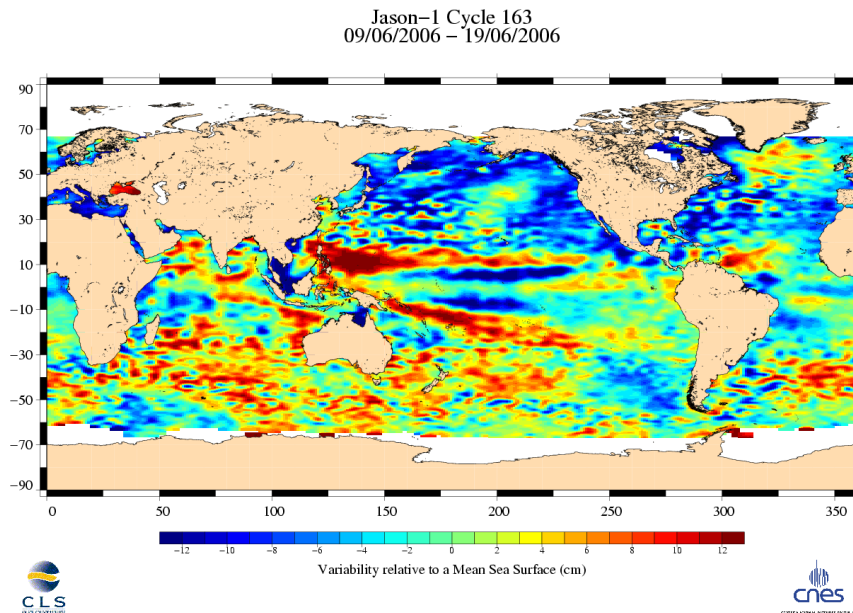 Jason−1 Cycle 163
09/06/2006 − 19/06/2006
90
70
50
30
10
−10
−30
−50
−70
−90
0 50 100 150 200 250 300 350
−12 −10 −8 −6 −4 −2 0 2 4 6 8 10 12
Variability relative to a Mean Sea Surface (cm)
CLS
cnes